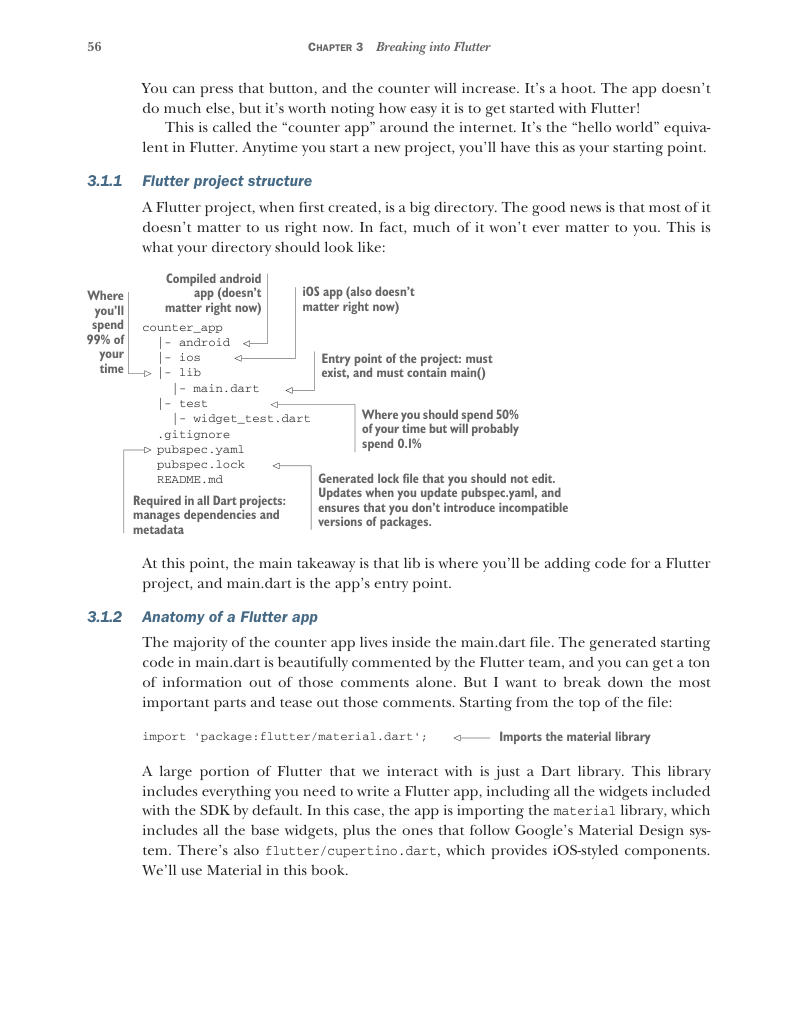 56
CHAPTER 3 Breaking into Flutter
You can press that button, and the counter will increase. It's a hoot. The app doesn't
do much else, but it's worth noting how easy it is to get started with Flutter!
This is called the “counter app” around the internet. It's the “hello world” equiva-
lent in Flutter. Anytime you start a new project, you'll have this as your starting point.
3.1.1 Flutter project structure
A Flutter project, when first created, is a big directory. The good news is that most of it
doesn't matter to us right now. In fact, much of it won't ever matter to you. This is
what your directory should look like:
Compiled android
app (doesn't
matter right now)
iOS app (also doesn't
matter right now)
Where
you'll
spend
99% of
your
time
counter_app
|- android
|- ios
|- lib
|- main.dart
|- test
|- widget_test.dart
.gitignore
pubspec.yaml
pubspec.lock
README.md
Entry point of the project: must
exist, and must contain main()
Where you should spend 50%
of your time but will probably
spend 0.1%
Generated lock file that you should not edit.
Updates when you update pubspec.yaml, and
ensures that you don't introduce incompatible
versions of packages.
Required in all Dart projects:
manages dependencies and
metadata
At this point, the main takeaway is that lib is where you'll be adding code for a Flutter
project, and main.dart is the app's entry point.
3.1.2 Anatomy of a Flutter app
The majority of the counter app lives inside the main.dart file. The generated starting
code in main.dart is beautifully commented by the Flutter team, and you can get a ton
of information out of those comments alone. But I want to break down the most
important parts and tease out those comments. Starting from the top of the file:
import 'package:flutter/material.dart'; Imports the material library
A large portion of Flutter that we interact with is just a Dart library. This library
includes everything you need to write a Flutter app, including all the widgets included
with the SDK by default. In this case, the app is importing the material library, which
includes all the base widgets, plus the ones that follow Google's Material Design sys-
tem. There's also flutter/cupertino.dart, which provides iOS-styled components.
We'll use Material in this book.